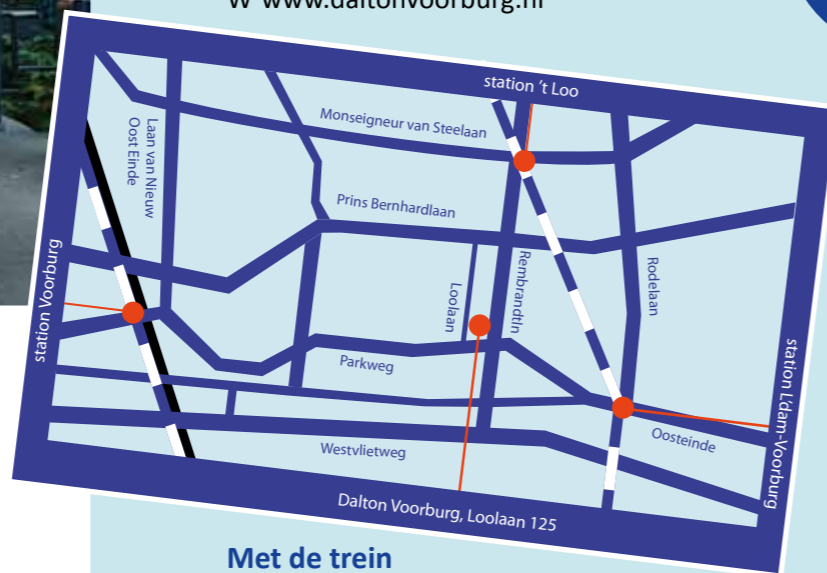 W www.daltonvoorburg.nl
station 't Loo
Monseigneur van Steelaan
Laan van Nieuw
Oost Einde
Prins Bernhardlaan
Rembrandtln
Loolaan
Rodelaan
station Voorburg
Parkweg
station L'dam-Voorburg
Oosteinde
Westvlietweg
Dalton Voorburg, Loolaan 125
Met de trein